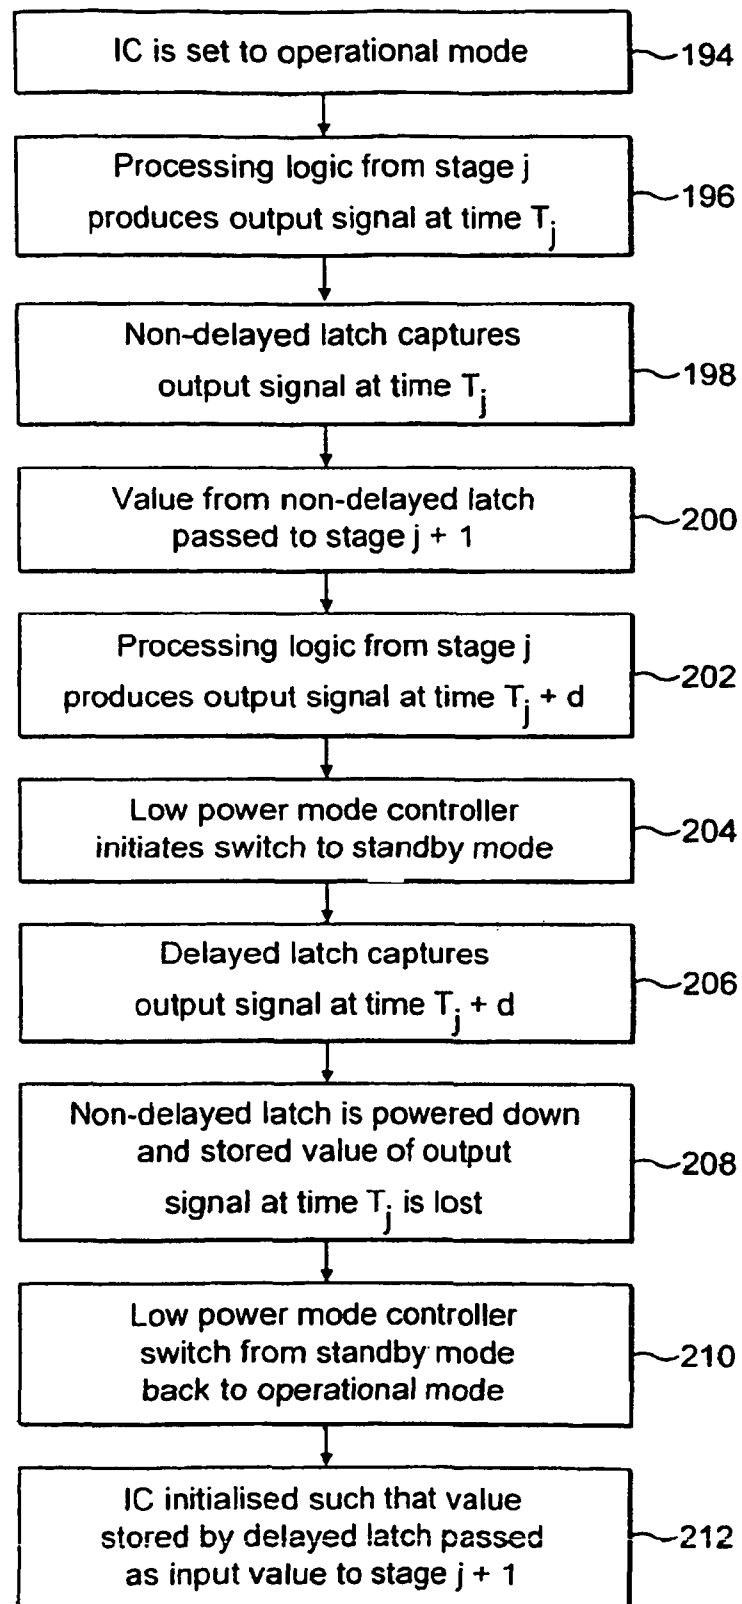 IC is set to operational mode
194
Processing logic from stage j
produces output signal at time Tj
196
Non-delayed latch captures
output signal at time Tj
198
Value from non-delayed latch
passed to stage j + 1
200
Processing logic from stage j
produces output signal at time Tj + d
202
Low power mode controller
initiates switch to standby mode
204
Delayed latch captures
output signal at time Tj + d
206
Non-delayed latch is powered down
and stored value of output
signal at time Tj is lost
208
Low power mode controller
switch from standby mode
back to operational mode
210
IC initialised such that value
stored by delayed latch passed
as input value to stage j + 1
212